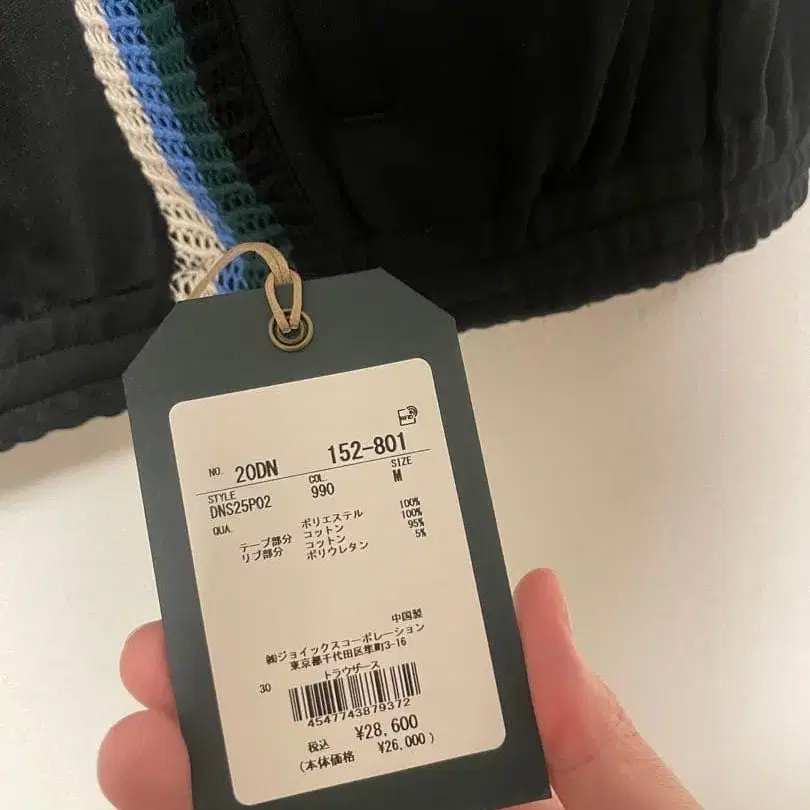 NO. 20DN 152-801
STYLE COL. SIZE
DNS25P02 990 M
QUA.
ポリエステル 100%
テープ部分 コットン 100%
リブ部分 コットン 95%
ポリウレタン 5%
中国製
㈱ジョイックスコーポレーション
東京都千代田区隼町3-16
トラウザース
30
4547743879372
税込 ¥28,600
(本体価格 ¥26,000)